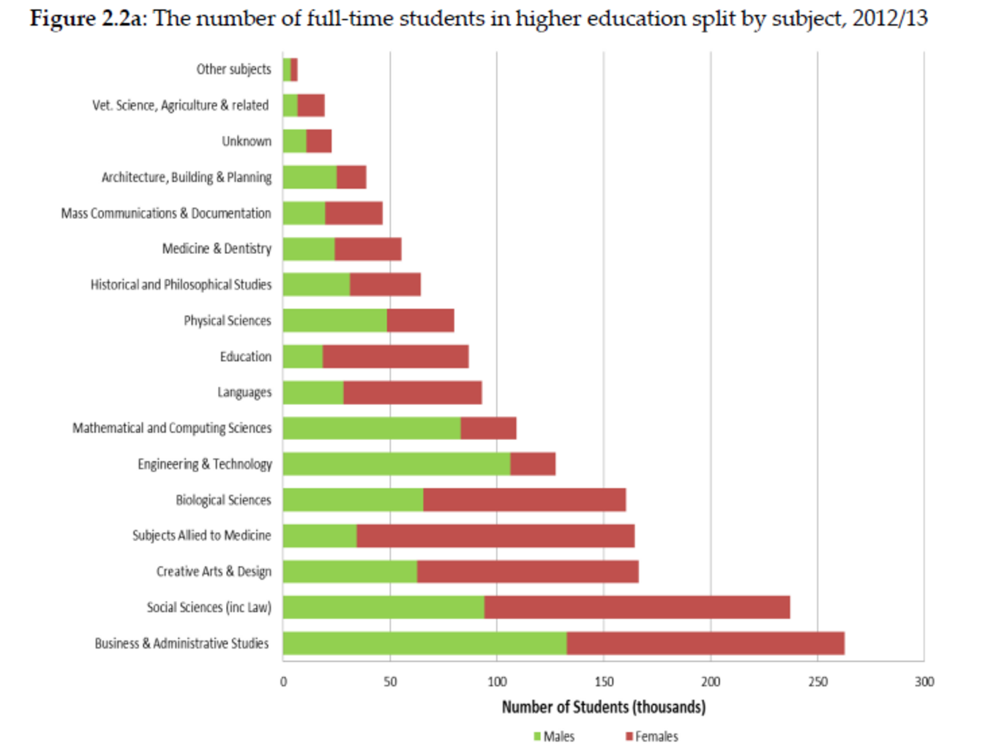 Figure 2.2a: The number of full-time students in higher education split by subject, 2012/13
Other subjects
Vet. Science, Agriculture & related
Unknown
Architecture, Building & Planning
Mass Communications & Documentation
Medicine & Dentistry
Historical and Philosophical Studies
Physical Sciences
Education
Languages
Mathematical and Computing Sciences
Engineering & Technology
Biological Sciences
Subjects Allied to Medicine
Creative Arts & Design
Social Sciences (inc Law)
Business & Administrative Studies
0 50 100 150 200 250 300
Number of Students (thousands)
Males Females